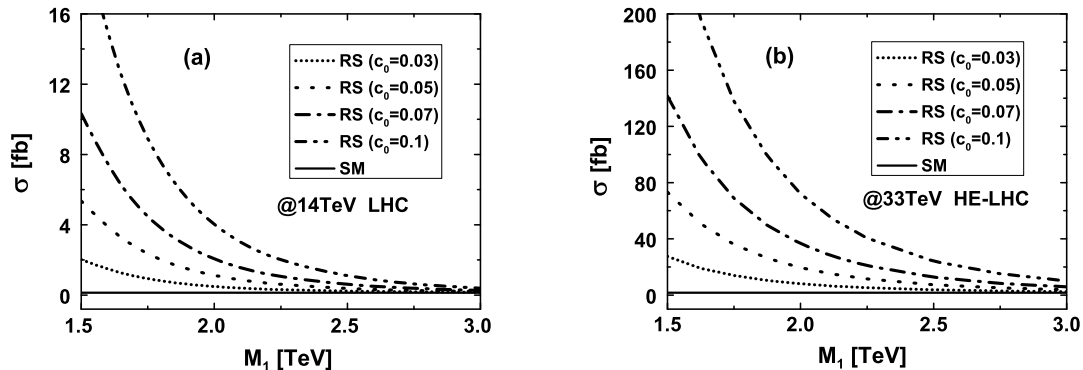 16
12
8
4
0
σ [fb]
(a)
RS (c₀=0.03)
RS (c₀=0.05)
RS (c₀=0.07)
RS (c₀=0.1)
SM
@14TeV LHC
1.5 2.0 2.5 3.0
M₁ [TeV]
200
160
120
80
40
0
σ [fb]
(b)
RS (c₀=0.03)
RS (c₀=0.05)
RS (c₀=0.07)
RS (c₀=0.1)
SM
@33TeV HE-LHC
1.5 2.0 2.5 3.0
M₁ [TeV]